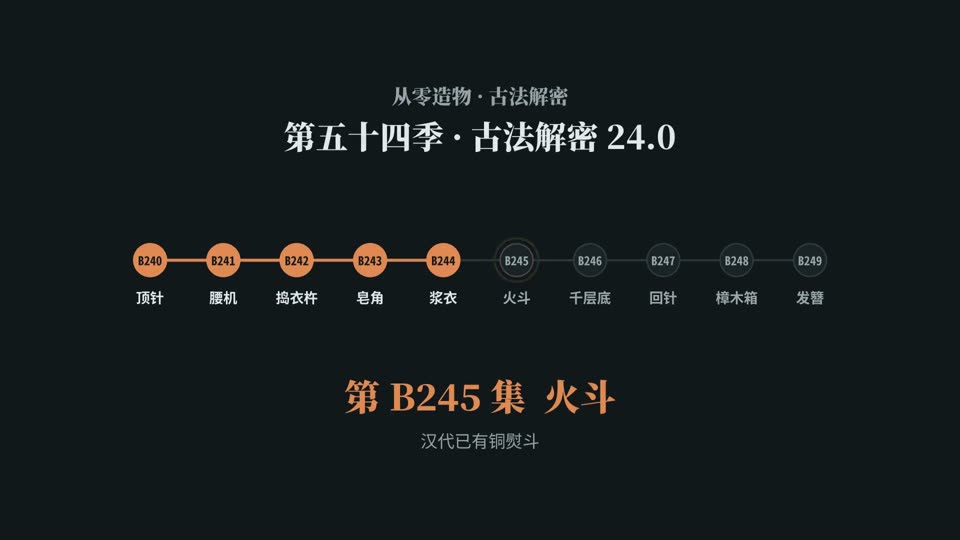 从零造物 · 古法解密
第五十四季 · 古法解密 24.0
B240 B241 B242 B243 B244 B245 B246 B247 B248 B249
顶针 腰机 捣衣杵 皂角 浆衣 火斗 千层底 回针 樟木箱 发簪
第 B245 集 火斗
汉代已有铜熨斗